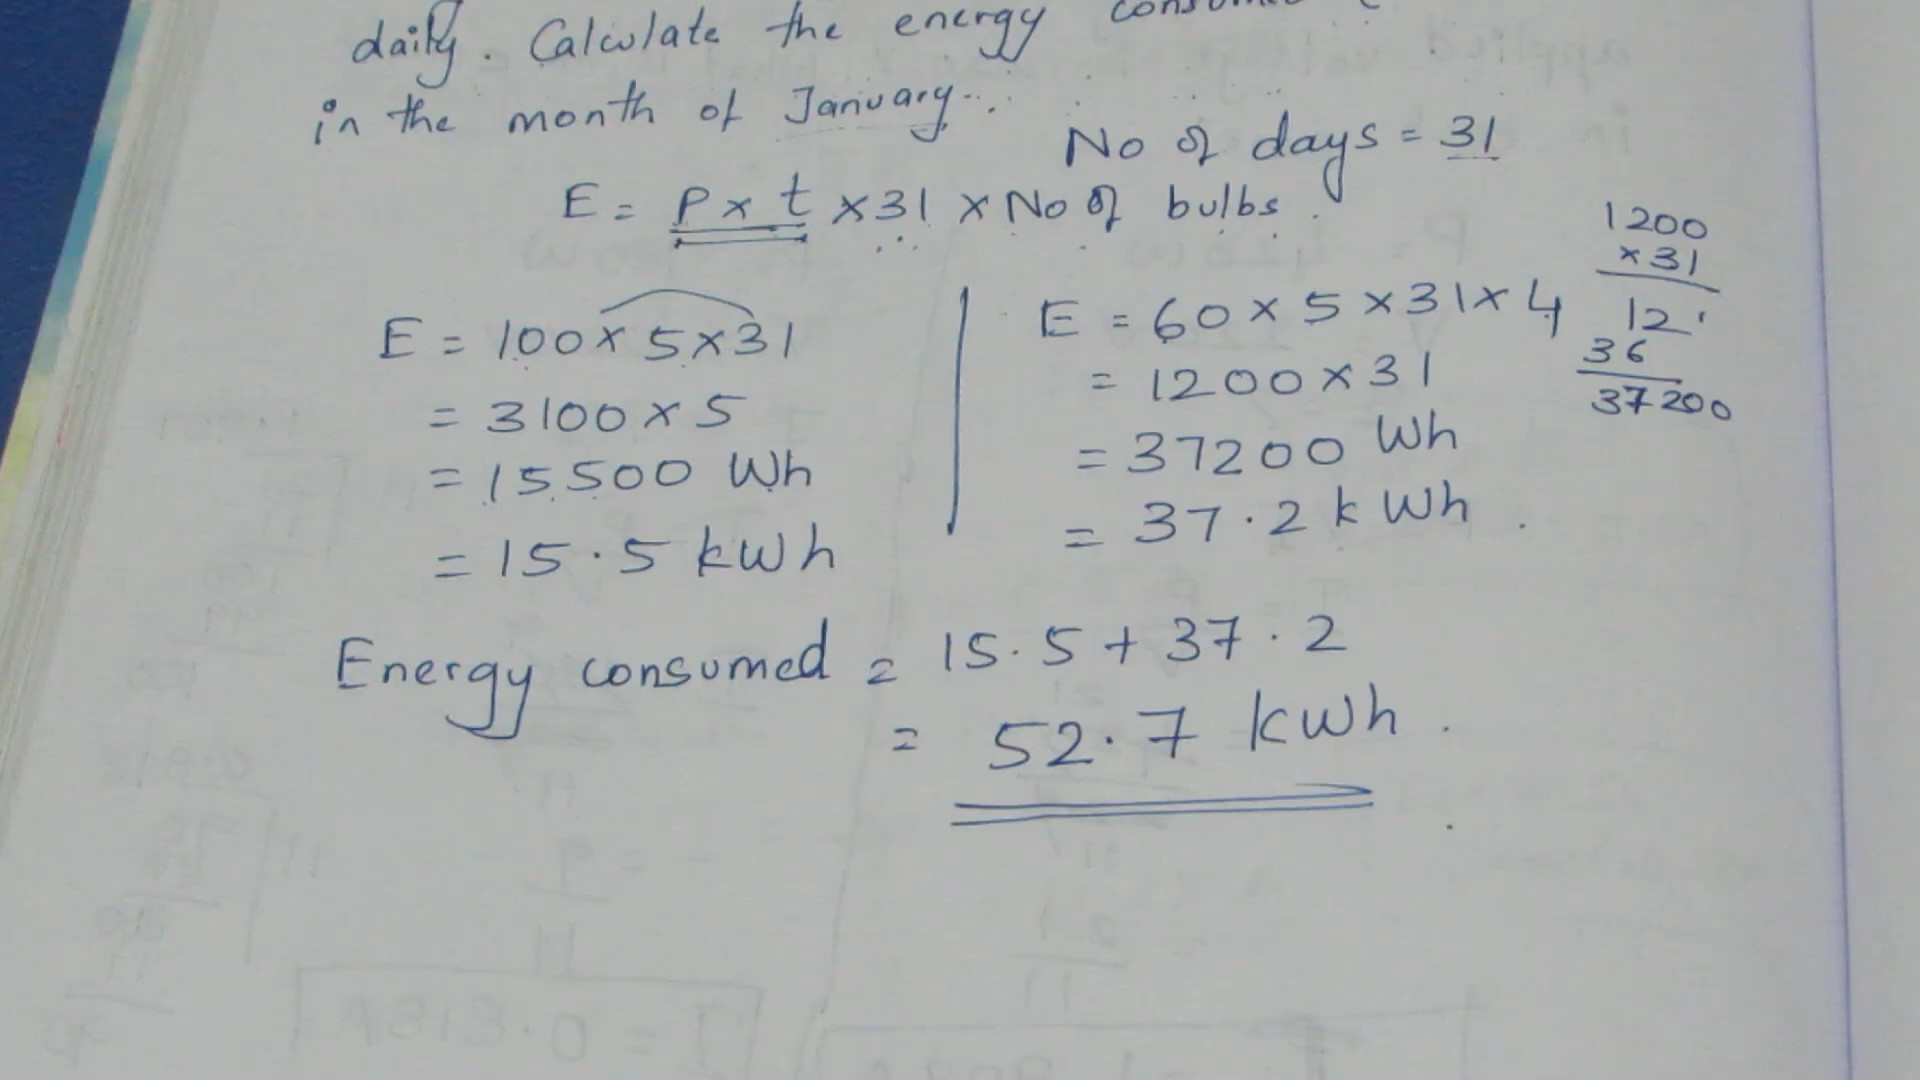 daily. Calculate the energy
in the month of January...
No of days = 31
E = P x t x 31 x No of bulbs.
E = 100 x 5 x 31
= 3100 x 5
= 15500 Wh
= 15.5 kWh
E = 60 x 5 x 31 x 4
= 1200 x 31
= 37200 Wh
= 37.2 kWh.
1200
x 31
12
36
37200
Energy consumed = 15.5 + 37.2
= 52.7 kWh.